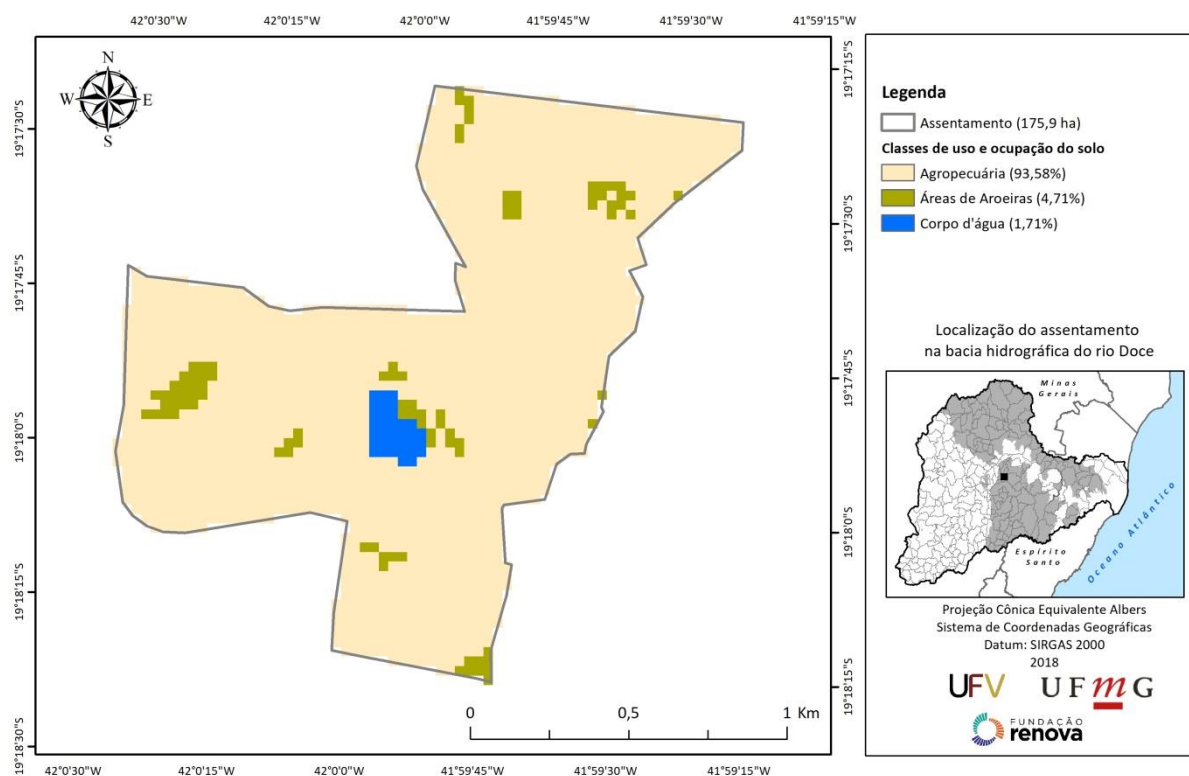 42°0'30"W 42°0'15"W 42°0'0"W 41°59'45"W 41°59'30"W 41°59'15"W
N
W E
S
19°17'30"S
19°17'45"S
19°18'0"S
19°18'15"S
19°18'30"S
19°17'15"S
19°17'30"S
19°17'45"S
19°18'0"S
19°18'15"S
0 0,5 1 Km
42°0'30"W 42°0'15"W 42°0'0"W 41°59'45"W 41°59'30"W 41°59'15"W
Legenda
Assentamento (175,9 ha)
Classes de uso e ocupação do solo
Agropecuária (93,58%)
Áreas de Aroeiras (4,71%)
Corpo d'água (1,71%)
Localização do assentamento
na bacia hidrográfica do rio Doce
Minas
Gerais
Espírito
Santo
Oceano Atlântico
Projeção Cônica Equivalente Albers
Sistema de Coordenadas Geográficas
Datum: SIRGAS 2000
2018
UFV UFmG
FUNDAÇÃO
renova